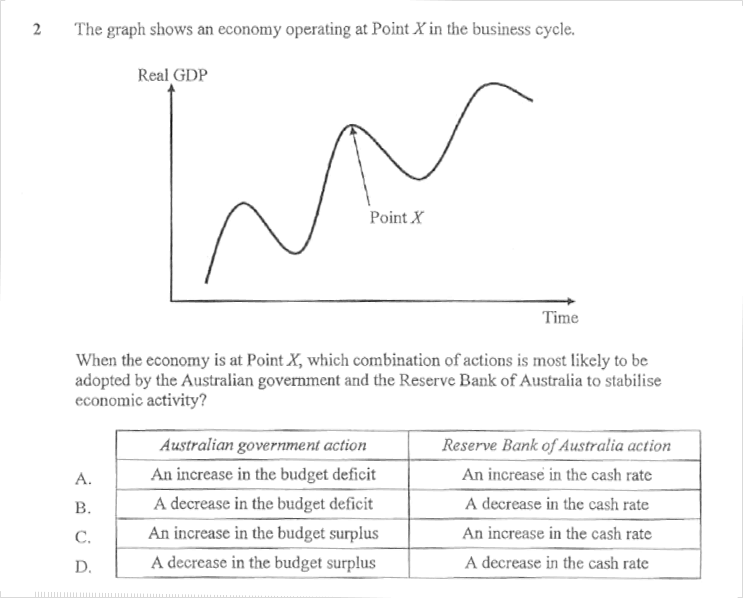 2 The graph shows an economy operating at Point X in the business cycle.
Real GDP
Point X
Time
When the economy is at Point X, which combination of actions is most likely to be
adopted by the Australian government and the Reserve Bank of Australia to stabilise
economic activity?
Australian government action Reserve Bank of Australia action
A. An increase in the budget deficit An increase in the cash rate
B. A decrease in the budget deficit A decrease in the cash rate
C. An increase in the budget surplus An increase in the cash rate
D. A decrease in the budget surplus A decrease in the cash rate